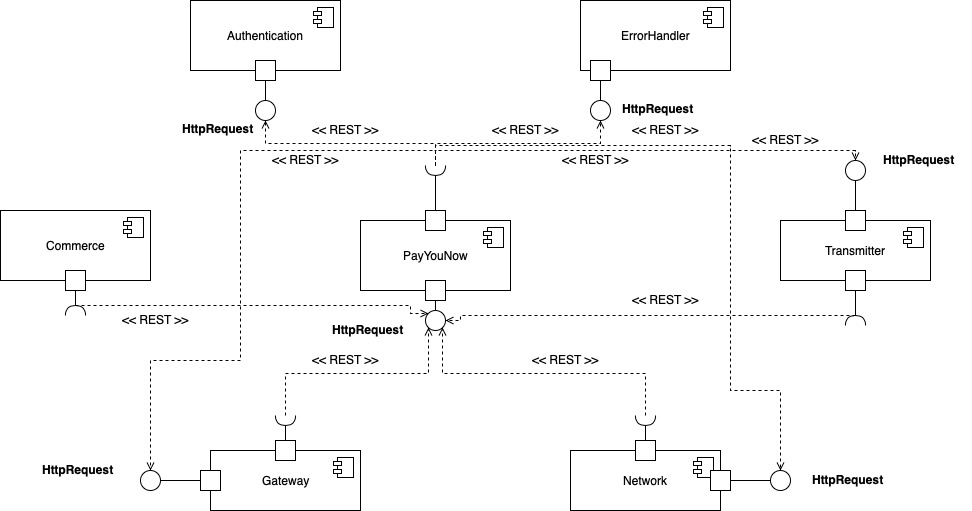 Authentication
ErrorHandler
HttpRequest
HttpRequest
<< REST >>
<< REST >>
<< REST >>
<< REST >>
<< REST >>
<< REST >>
HttpRequest
Commerce
PayYouNow
Transmitter
<< REST >>
<< REST >>
HttpRequest
<< REST >>
<< REST >>
HttpRequest
Gateway
Network
HttpRequest